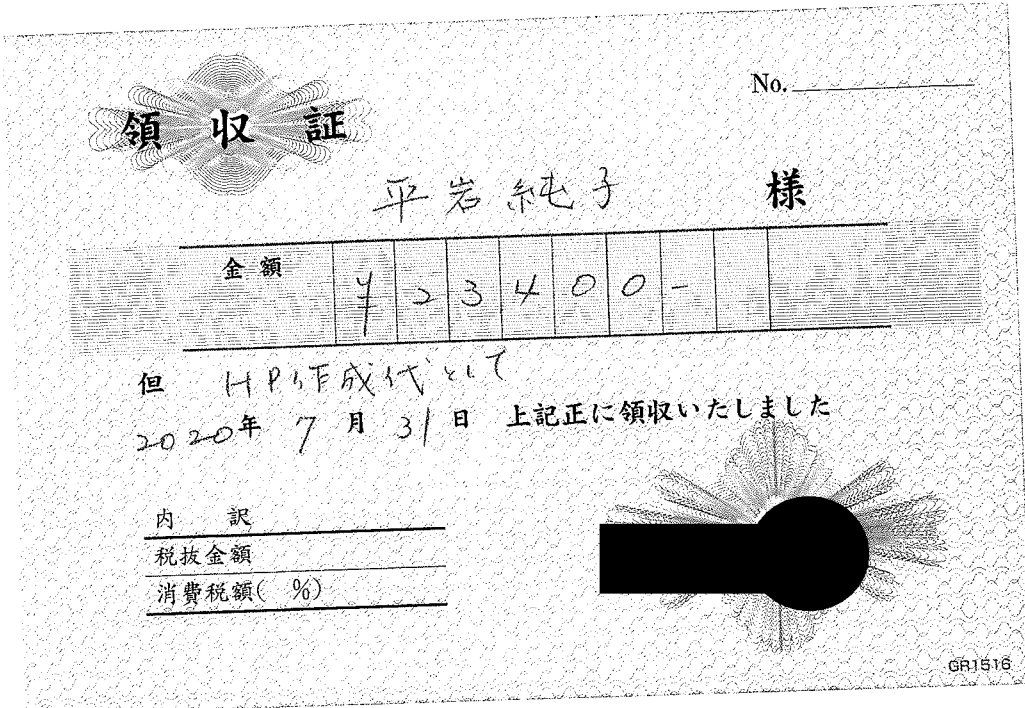 No.
領収証
平岩純子 様
金額 ¥23400-
但 HP作成代として
2020年 7月 31日 上記正に領収いたしました
内 訳
税抜金額
消費税額( %)
GR1516